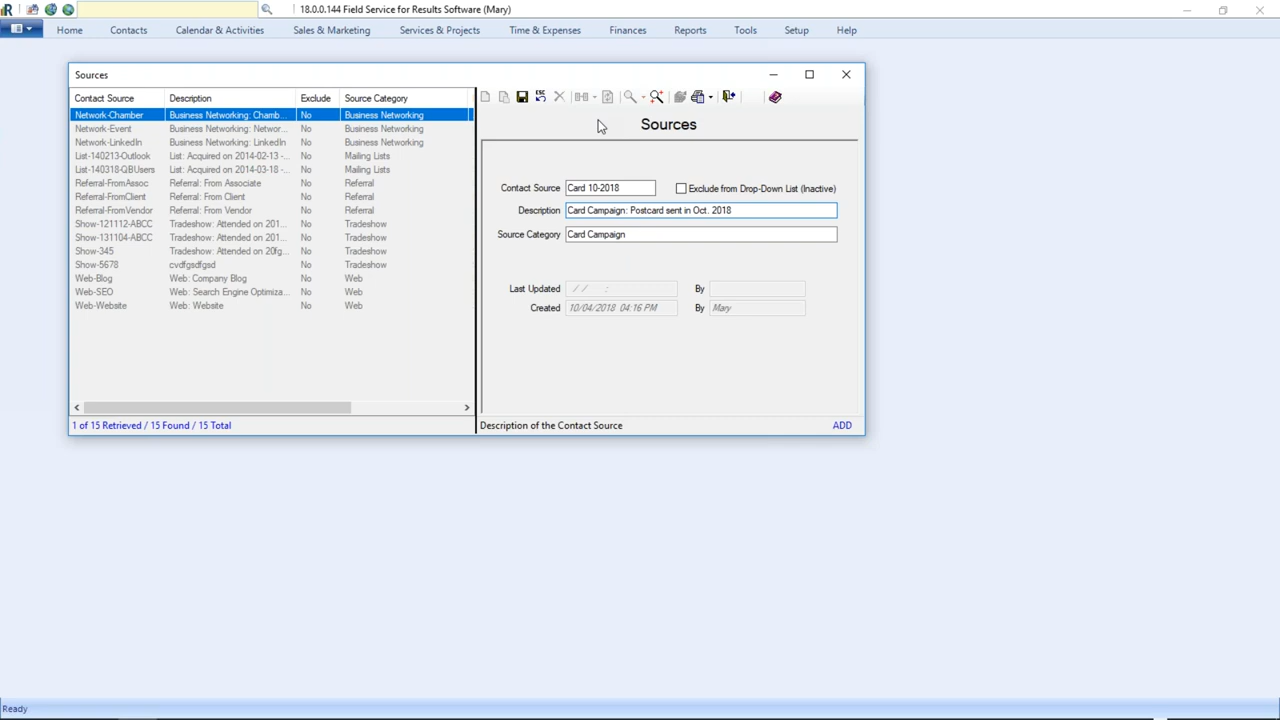 18.0.0.144 Field Service for Results Software (Mary)
Home Contacts Calendar & Activities Sales & Marketing Services & Projects Time & Expenses Finances Reports Tools Setup Help
Sources
Contact Source Description Exclude Source Category
Network-Chamber Business Networking: Chamb... No Business Networking
Network-Event Business Networking: Networ... No Business Networking
Network-LinkedIn Business Networking: LinkedIn No Business Networking
List-140213-Outlook List: Acquired on 2014-02-13 -... No Mailing Lists
List-140318-QBUsers List: Acquired on 2014-03-18 -... No Mailing Lists
Referral-FromAssoc Referral: From Associate No Referral
Referral-FromClient Referral: From Client No Referral
Referral-FromVendor Referral: From Vendor No Referral
Show-121112-ABCC Tradeshow: Attended on 201... No Tradeshow
Show-131104-ABCC Tradeshow: Attended on 201... No Tradeshow
Show-345 Tradeshow: Attended on 20fg... No Tradeshow
Show-5678 cvdfgsdfgsd No Tradeshow
Web-Blog Web: Company Blog No Web
Web-SEO Web: Search Engine Optimiza... No Web
Web-Website Web: Website No Web
1 of 15 Retrieved / 15 Found / 15 Total
ESC
Sources
Contact Source Card 10-2018 Exclude from Drop-Down List (Inactive)
Description Card Campaign: Postcard sent in Oct. 2018
Source Category Card Campaign
Last Updated / / : By
Created 10/04/2018 04:16 PM By Mary
Description of the Contact Source ADD
Ready